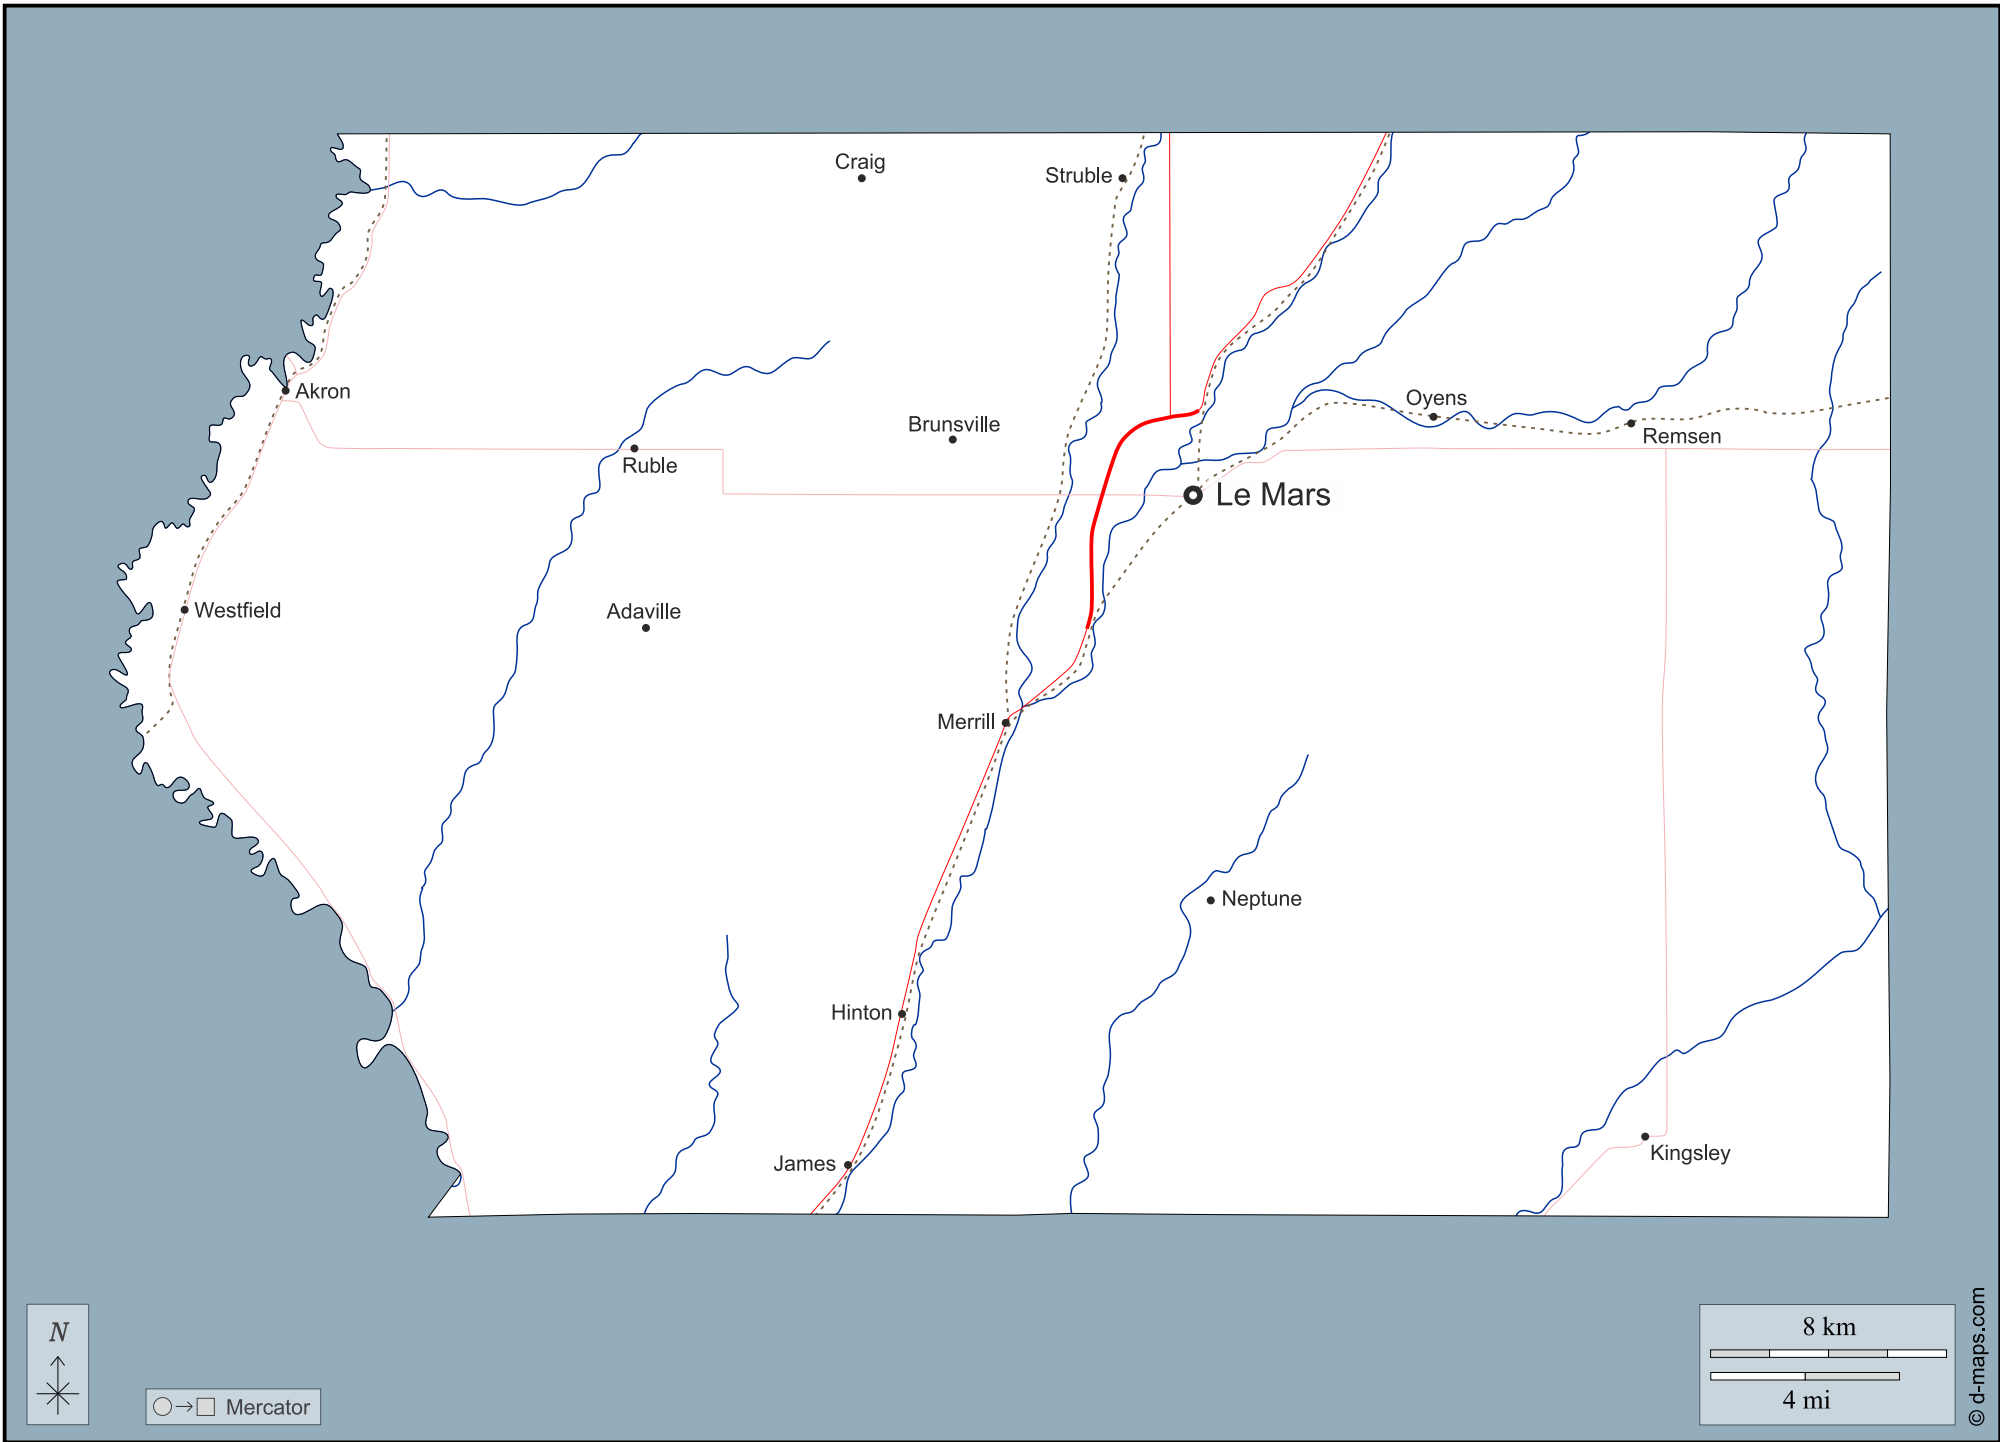 Craig
Struble
Akron
Oyens
Brunsville
Remsen
Ruble
Le Mars
Westfield
Adaville
Merrill
Neptune
Hinton
Kingsley
James
N
Mercator
8 km
4 mi
© d-maps.com